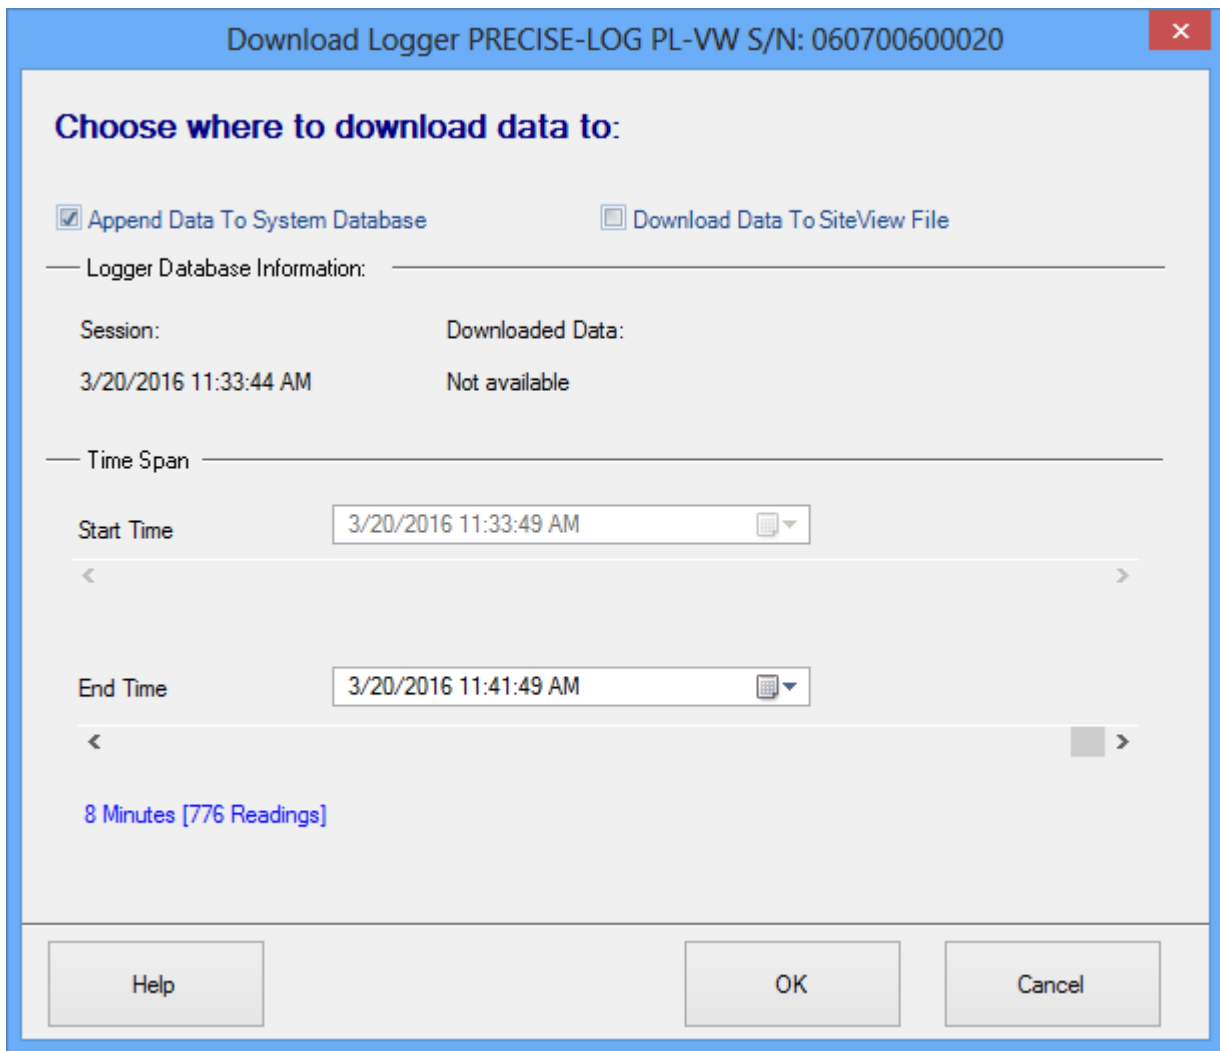 Download Logger PRECISE-LOG PL-VW S/N: 060700600020
Choose where to download data to:
Append Data To System Database Download Data To SiteView File
Logger Database Information:
Session: Downloaded Data:
3/20/2016 11:33:44 AM Not available
Time Span
Start Time 3/20/2016 11:33:49 AM
End Time 3/20/2016 11:41:49 AM
8 Minutes [776 Readings]
Help OK Cancel